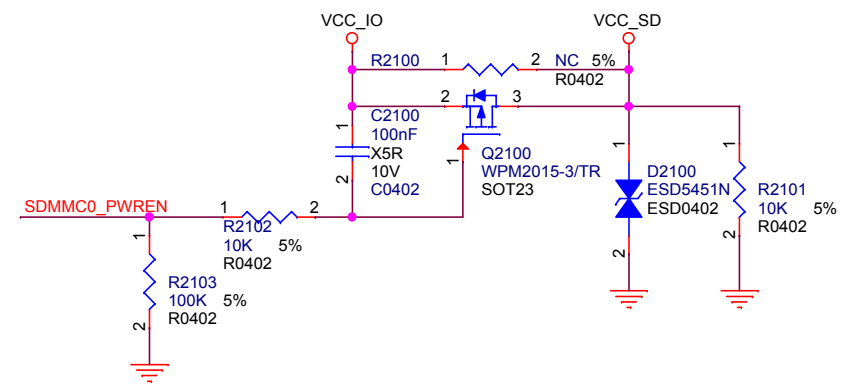 VCC_IO
VCC_SD
R2100 1 2 NC 5%
R0402
2 3
1 C2100
100nF
X5R
10V
2 C0402
1 Q2100
WPM2015-3/TR
SOT23
1 D2100
ESD5451N
ESD0402
2
1 R2101
10K 5%
R0402
2
SDMMC0_PWREN
1 2
R2102
10K 5%
R0402
1
R2103
100K 5%
R0402
2